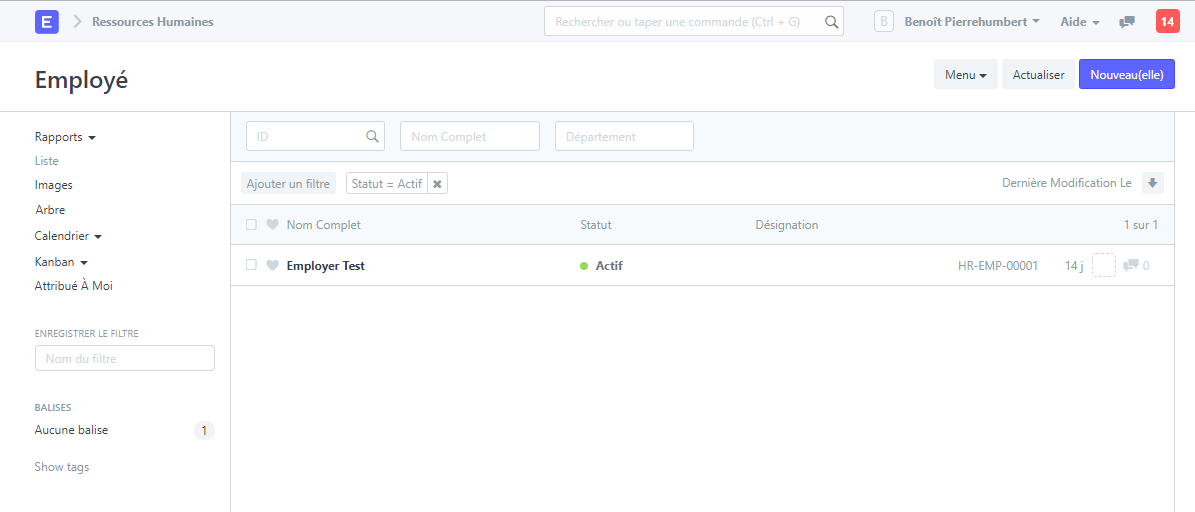 E Ressources Humaines Rechercher ou taper une commande (Ctrl + G) B Benoît Pierrehumbert Aide 14
Employé Menu Actualiser Nouveau(elle)
Rapports
Liste
Images
Arbre
Calendrier
Kanban
Attribué À Moi
ENREGISTRER LE FILTRE
Nom du filtre
BALISES
Aucune balise 1
Show tags
ID Nom Complet Département
Ajouter un filtre Statut = Actif Dernière Modification Le
Nom Complet Statut Désignation 1 sur 1
Employer Test Actif HR-EMP-00001 14 j 0